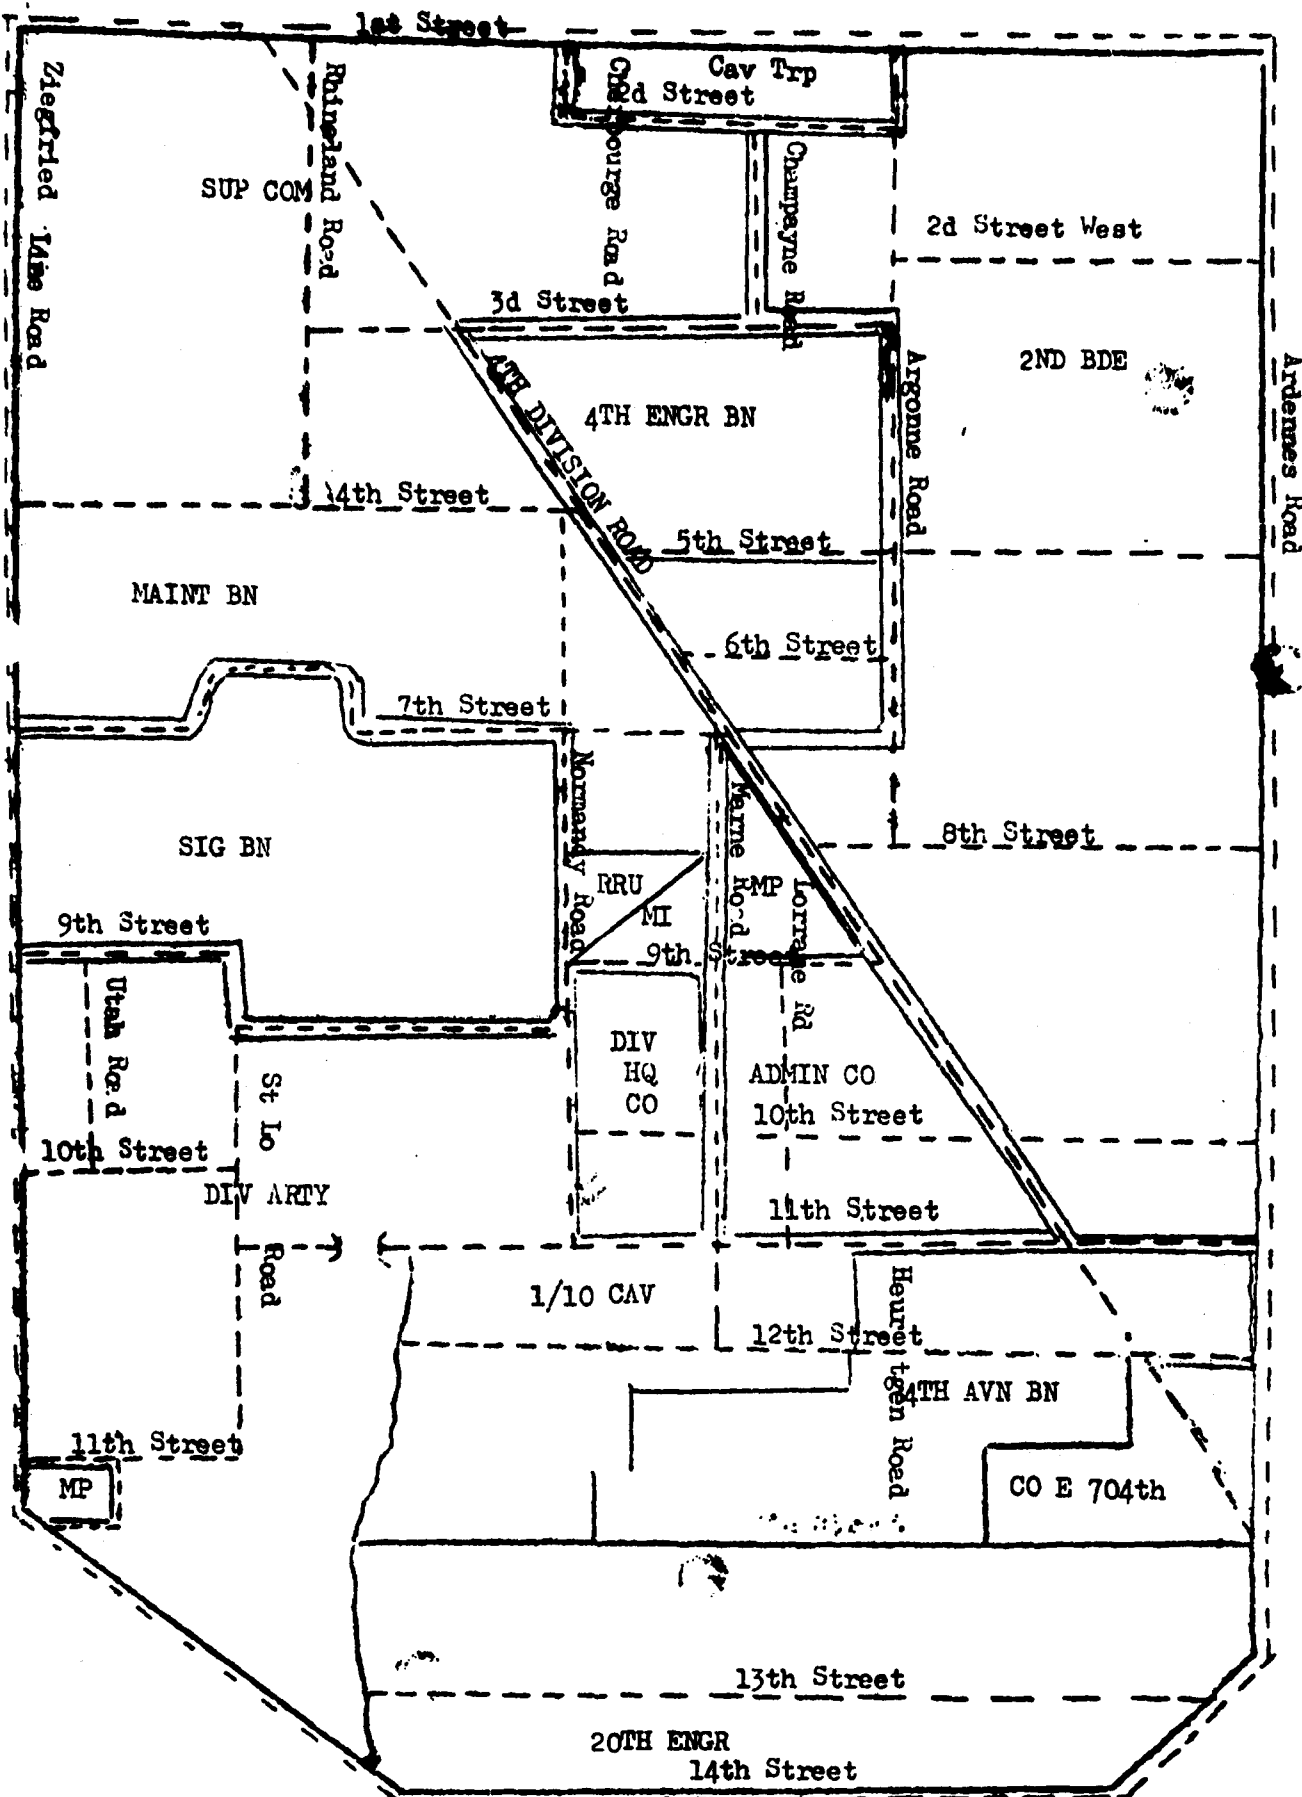 1st Street
Cav Trp
2d Street
Ziegfried Line Road
Rhineland Road
Champayne Road
SUP COM
2d Street West
3d Street
2ND BDE
4TH DIVISION ROAD
4TH ENGR BN
Argonne Road
Ardennes Road
4th Street
5th Street
MAINT BN
6th Street
7th Street
Normandy Road
Marne Road
8th Street
SIG BN
RRU
MP
MI
Lorraine Rd
9th Street
9th Street
Utah Road
DIV
HQ
CO
ADMIN CO
St Lo Road
10th Street
10th Street
DIV ARTY
11th Street
1/10 CAV
12th Street
Heurtgen Road
4TH AVN BN
11th Street
MP
CO E 704th
13th Street
20TH ENGR
14th Street